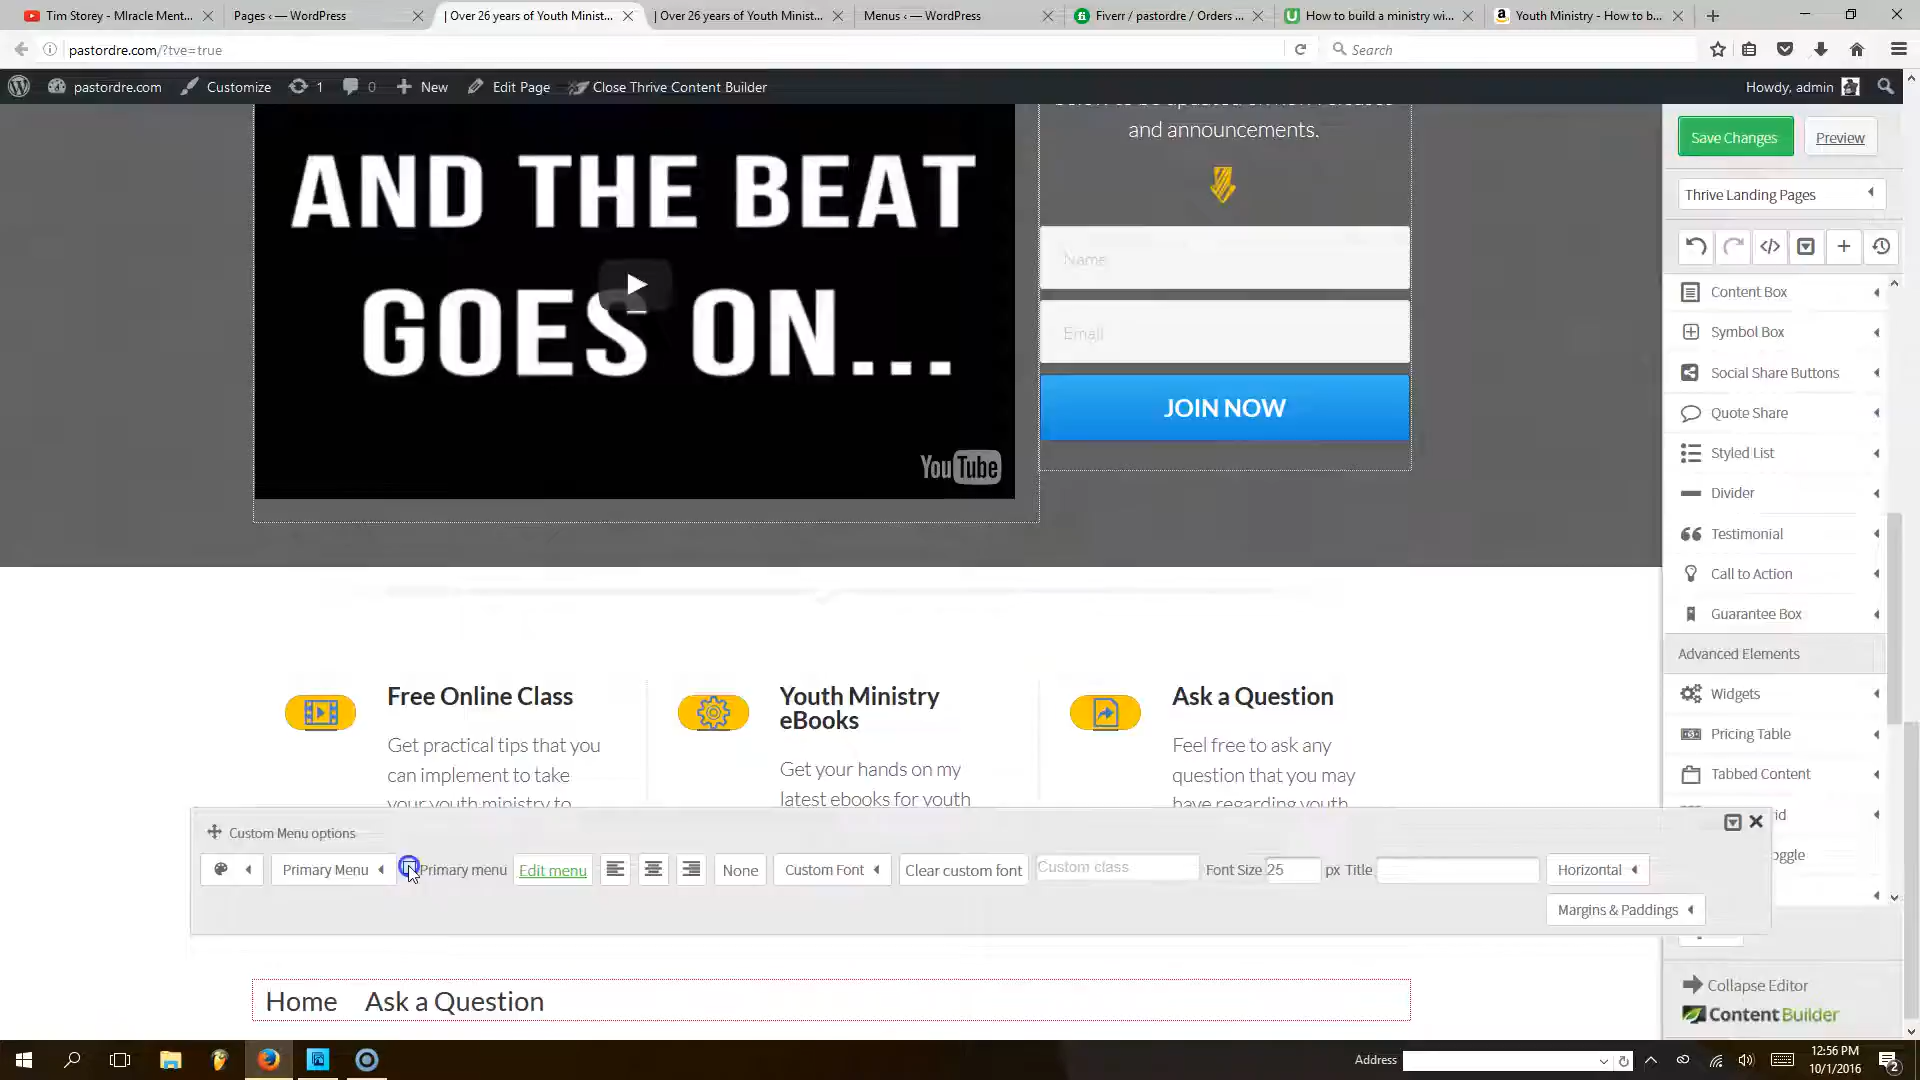 Tim Storey - MIracle Ment...
Pages ‹ — WordPress
| Over 26 years of Youth Minist...
| Over 26 years of Youth Minist...
Menus ‹ — WordPress
Fiverr / pastordre / Orders ...
How to build a ministry wi...
Youth Ministry - How to b...
pastordre.com/?tve=true
Search
pastordre.com
Customize
1
0
New
Edit Page
Close Thrive Content Builder
Howdy, admin
and announcements.
AND THE BEAT
GOES ON...
YouTube
Name
Email
JOIN NOW
Save Changes
Preview
Thrive Landing Pages
Content Box
Symbol Box
Social Share Buttons
Quote Share
Styled List
Divider
Testimonial
Call to Action
Guarantee Box
Advanced Elements
Widgets
Pricing Table
Tabbed Content
Free Online Class
Get practical tips that you
can implement to take
your youth ministry to
Youth Ministry
eBooks
Get your hands on my
latest ebooks for youth
Ask a Question
Feel free to ask any
question that you may
have regarding youth
Custom Menu options
Primary Menu
Primary menu
Edit menu
None
Custom Font
Clear custom font
Custom class
Font Size 25 px
Title
Horizontal
Margins & Paddings
Home Ask a Question
Collapse Editor
Content Builder
Address
12:56 PM
10/1/2016
2